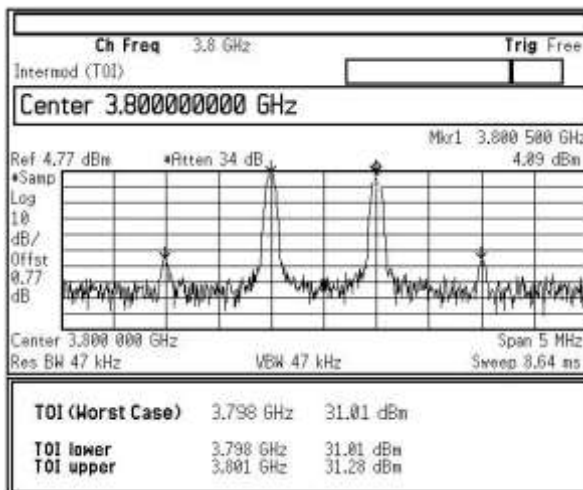 Ch Freq 3.8 GHz Trig Free
Intermod (TOI)
Center 3.800000000 GHz
Mkr1 3.800 500 GHz
Ref 4.77 dBm *Atten 34 dB 4.09 dBm
*Samp
Log
10
dB/
Offst
0.77
dB
Center 3.800 000 GHz Span 5 MHz
Res BW 47 kHz VBW 47 kHz Sweep 8.64 ms
TOI (Worst Case) 3.798 GHz 31.01 dBm
TOI lower 3.798 GHz 31.01 dBm
TOI upper 3.801 GHz 31.28 dBm